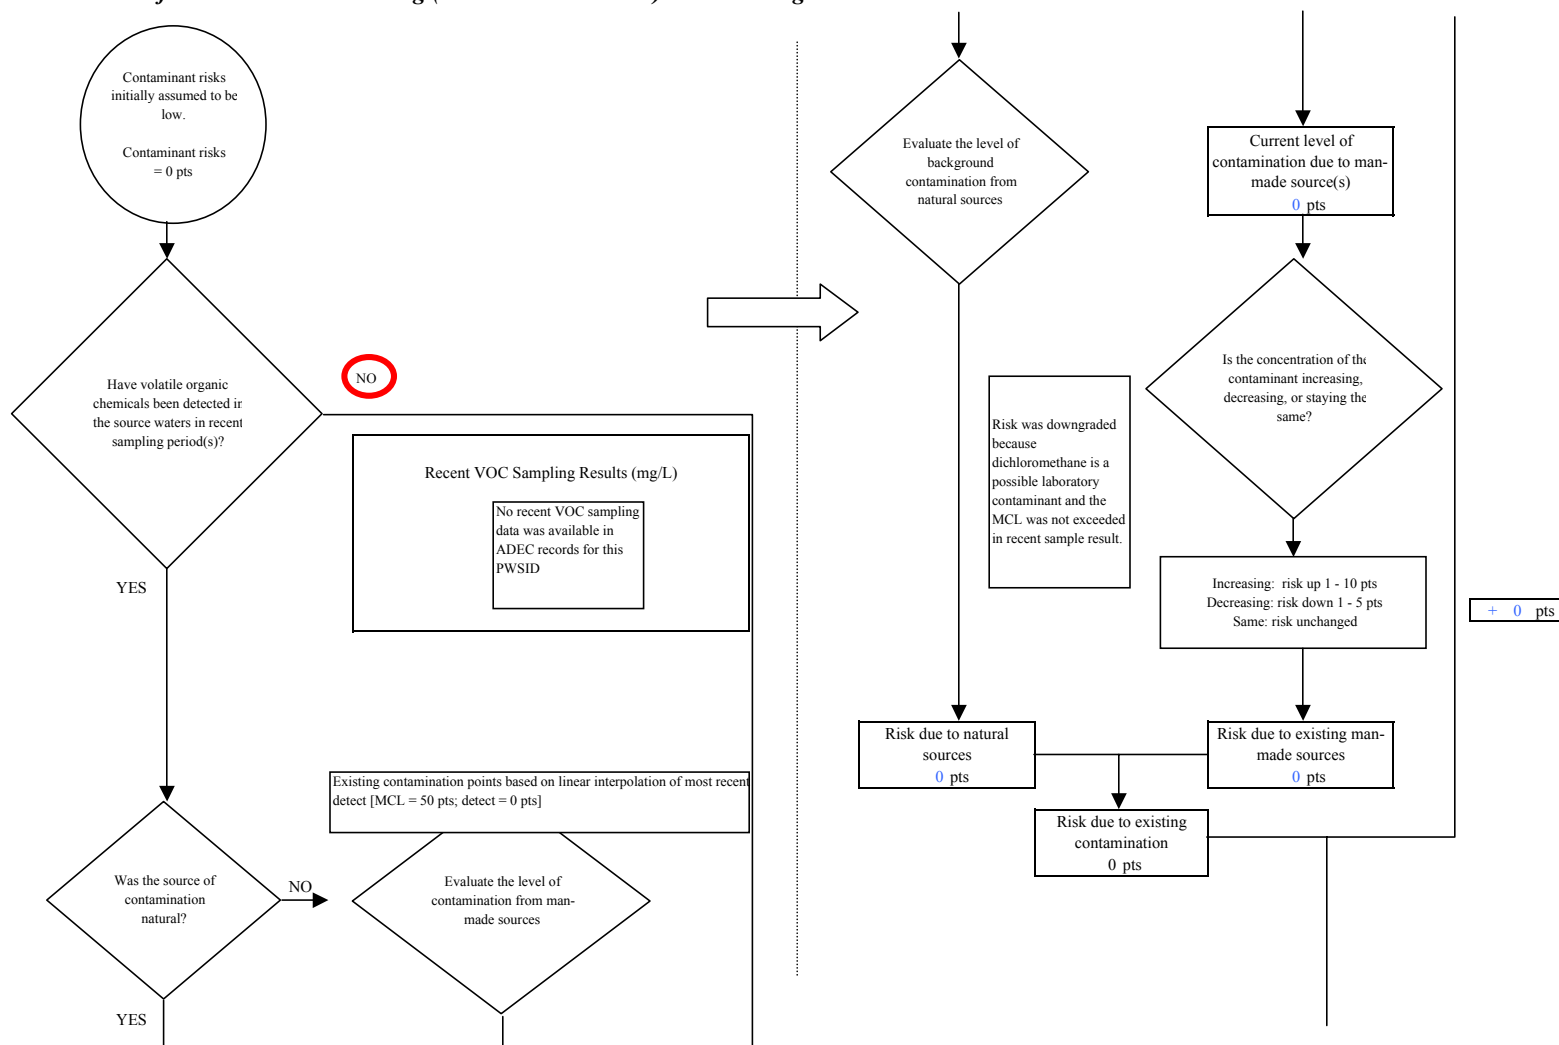 Contaminant risks
initially assumed to be
low.
Contaminant risks
= 0 pts
Have volatile organic
chemicals been detected in
the source waters in recent
sampling period(s)?
NO
YES
Recent VOC Sampling Results (mg/L)
No recent VOC sampling
data was available in
ADEC records for this
PWSID
Existing contamination points based on linear interpolation of most recent
detect [MCL = 50 pts; detect = 0 pts]
Was the source of
contamination
natural?
NO
YES
Evaluate the level of
contamination from man-
made sources
Evaluate the level of
background
contamination from
natural sources
Current level of
contamination due to man-
made source(s)
0 pts
Is the concentration of the
contaminant increasing,
decreasing, or staying the
same?
Risk was downgraded
because
dichloromethane is a
possible laboratory
contaminant and the
MCL was not exceeded
in recent sample result.
Increasing: risk up 1 - 10 pts
Decreasing: risk down 1 - 5 pts
Same: risk unchanged
+ 0 pts
Risk due to natural
sources
0 pts
Risk due to existing man-
made sources
0 pts
Risk due to existing
contamination
0 pts